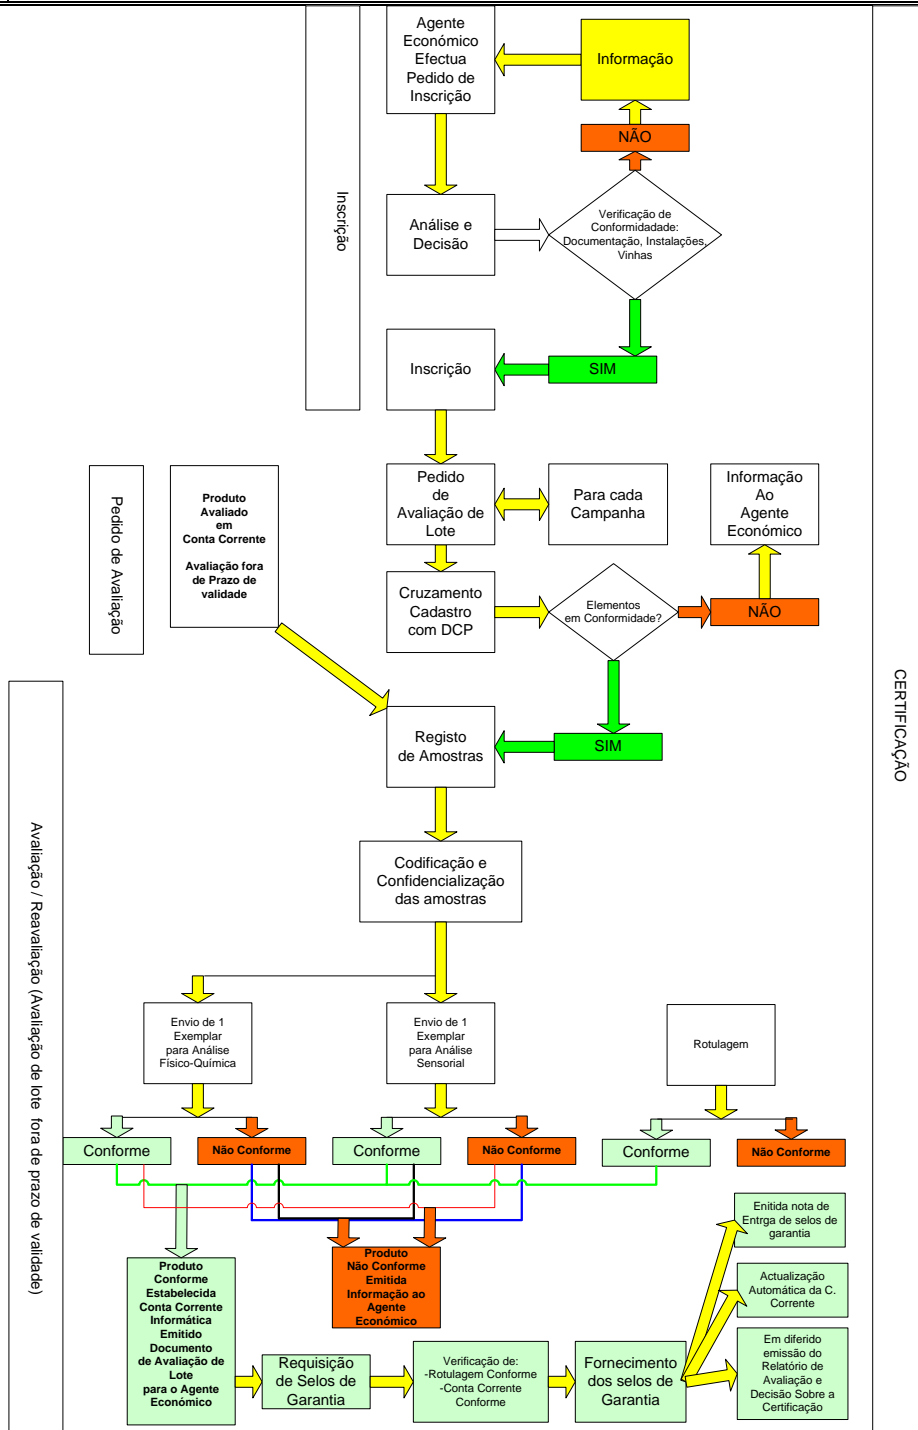 Agente
Económico
Efectua
Pedido de
Inscrição
Informação
NÃO
Inscrição
Análise e
Decisão
Verificação de
Conformidadade:
Documentação, Instalações,
Vinhas
Inscrição
SIM
Pedido de Avaliação
Produto
Avaliado
em
Conta Corrente
Avaliação fora
de Prazo de
validade
Pedido
de
Avaliação de
Lote
Para cada
Campanha
Informação
Ao
Agente
Económico
Cruzamento
Cadastro
com DCP
Elementos
em Conformidade?
NÃO
CERTIFICAÇÃO
Registo
de Amostras
SIM
Avaliação / Reavaliação (Avaliação de lote fora de prazo de validade)
Codificação e
Confidencialização
das amostras
Envio de 1
Exemplar
para Análise
Físico-Química
Envio de 1
Exemplar
para Análise
Sensorial
Rotulagem
Conforme
Não Conforme
Conforme
Não Conforme
Conforme
Não Conforme
Produto
Conforme
Estabelecida
Conta Corrente
Informática
Emitido
Documento
de Avaliação de
Lote
para o Agente
Económico
Produto
Não Conforme
Emitida
Informação ao
Agente
Económico
Requisição
de Selos de
Garantia
Verificação de:
-Rotulagem Conforme
-Conta Corrente
Conforme
Fornecimento
dos selos de
Garantia
Enitida nota de
Entrga de selos de
garantia
Actualização
Automática da C.
Corrente
Em diferido
emissão do
Relatório de
Avaliação e
Decisão Sobre a
Certificação